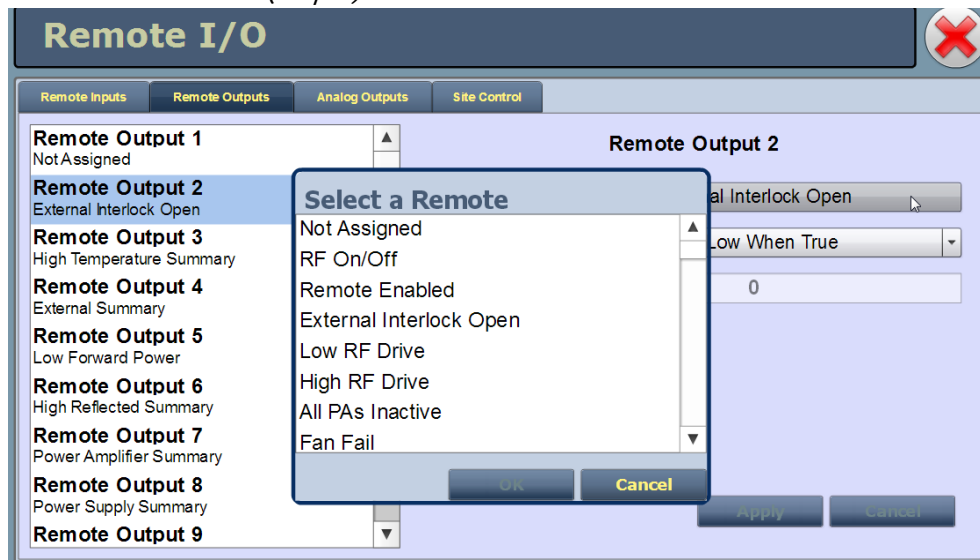 Remote I/O
Remote Inputs
Remote Outputs
Analog Outputs
Site Control
Remote Output 1
Not Assigned
Remote Output 2
External Interlock Open
Remote Output 3
High Temperature Summary
Remote Output 4
External Summary
Remote Output 5
Low Forward Power
Remote Output 6
High Reflected Summary
Remote Output 7
Power Amplifier Summary
Remote Output 8
Power Supply Summary
Remote Output 9
Remote Output 2
al Interlock Open
Low When True
0
Apply
Cancel
Select a Remote
Not Assigned
RF On/Off
Remote Enabled
External Interlock Open
Low RF Drive
High RF Drive
All PAs Inactive
Fan Fail
OK
Cancel